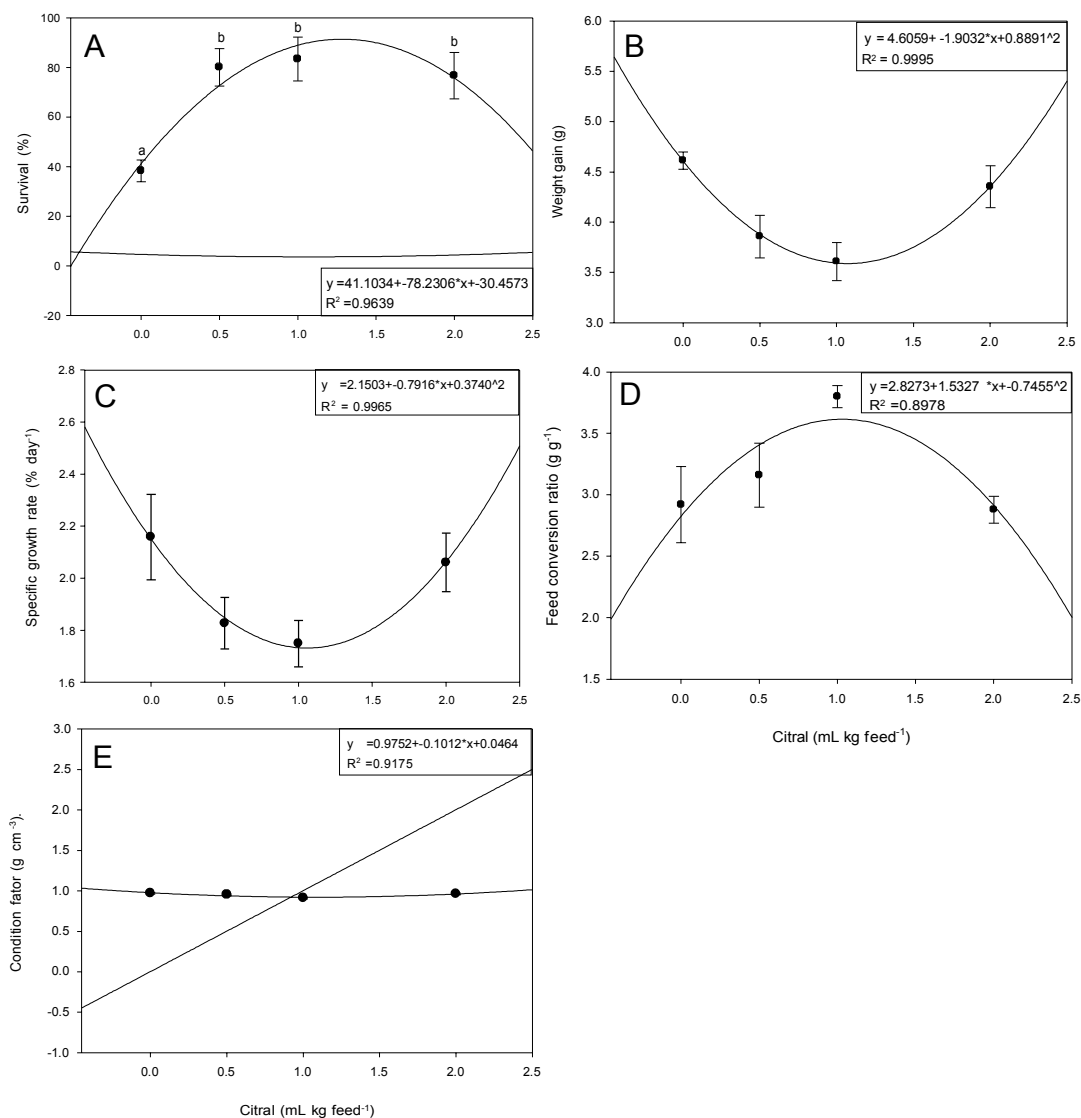 A
Survival (%)
100
80
60
40
20
0
-20
a
b
b
b
y =41.1034+-78.2306*x+-30.4573
R² =0.9639
0.0 0.5 1.0 1.5 2.0 2.5
B
Weight gain (g)
6.0
5.5
5.0
4.5
4.0
3.5
3.0
y = 4.6059+ -1.9032*x+0.8891^2
R² = 0.9995
0.0 0.5 1.0 1.5 2.0 2.5
C
Specific growth rate (% day⁻¹)
2.8
2.6
2.4
2.2
2.0
1.8
1.6
y =2.1503+-0.7916*x+0.3740^2
R² = 0.9965
0.0 0.5 1.0 1.5 2.0 2.5
D
Feed conversion ratio (g g⁻¹)
4.0
3.5
3.0
2.5
2.0
1.5
y=2.8273+1.5327 *x+-0.7455^2
R² =0.8978
0.0 0.5 1.0 1.5 2.0 2.5
Citral (mL kg feed⁻¹)
E
Condition fator (g cm⁻³).
3.0
2.5
2.0
1.5
1.0
0.5
0.0
-0.5
-1.0
y =0.9752+-0.1012*x+0.0464
R² =0.9175
0.0 0.5 1.0 1.5 2.0 2.5
Citral (mL kg feed⁻¹)